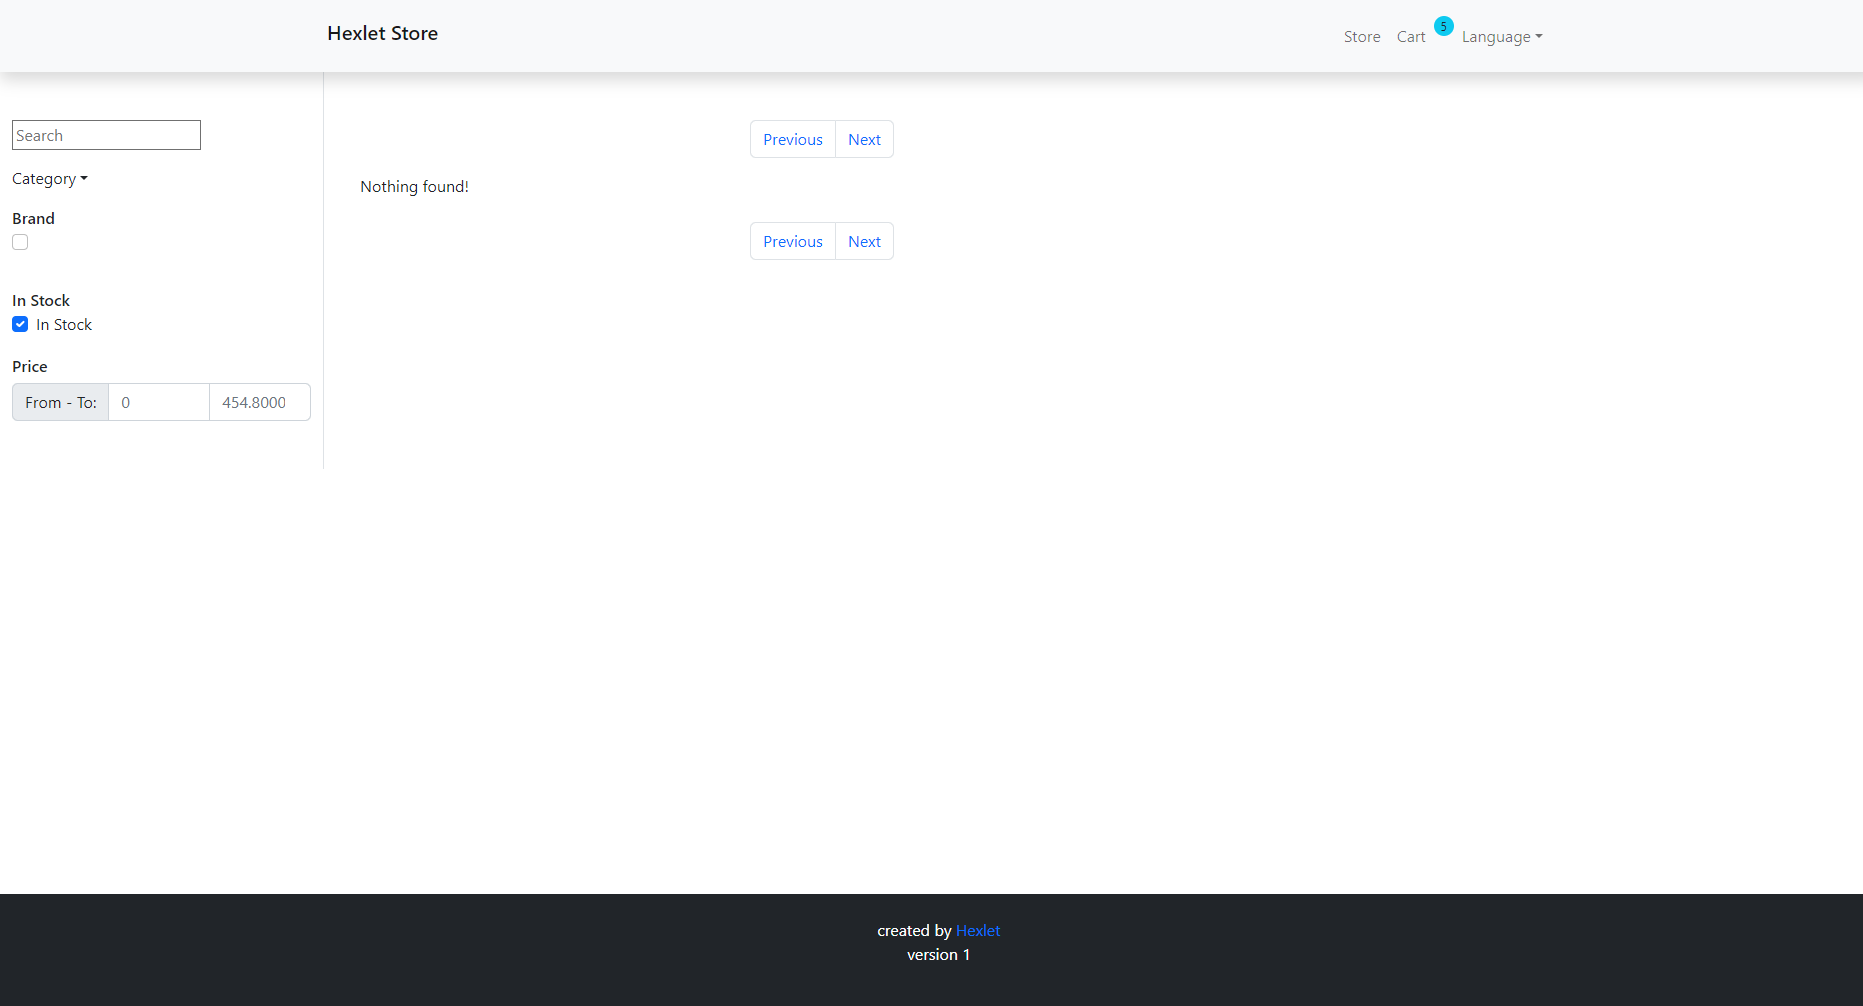 Hexlet Store
Store Cart 5 Language
Search
Category
Brand
In Stock
In Stock
Price
From - To: 0 454.8000
Previous Next
Nothing found!
Previous Next
created by Hexlet
version 1